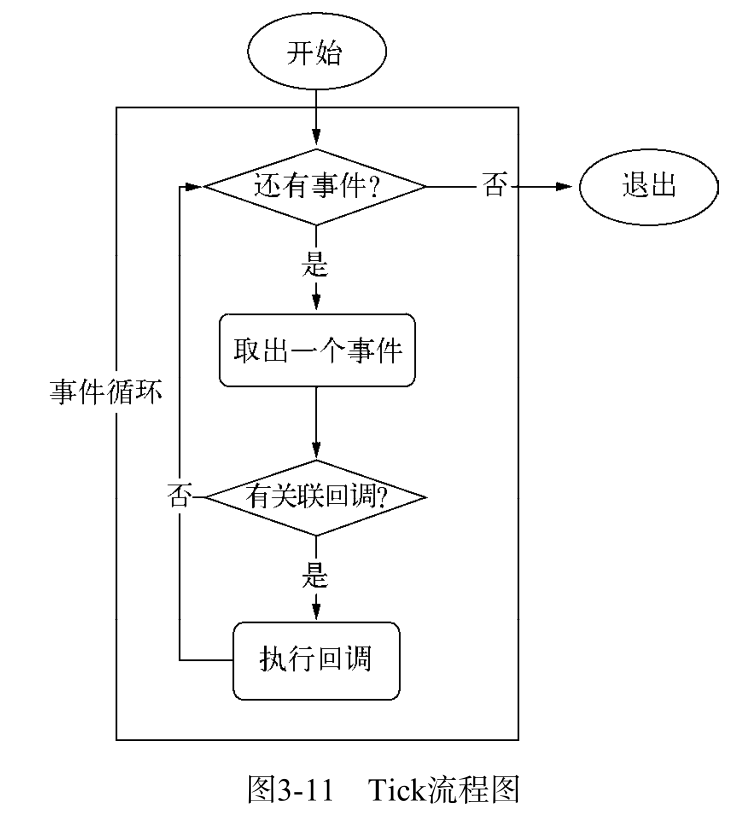 开始
还有事件?
否
退出
是
取出一个事件
事件循环
有关联回调?
否
是
执行回调
图3-11 Tick流程图